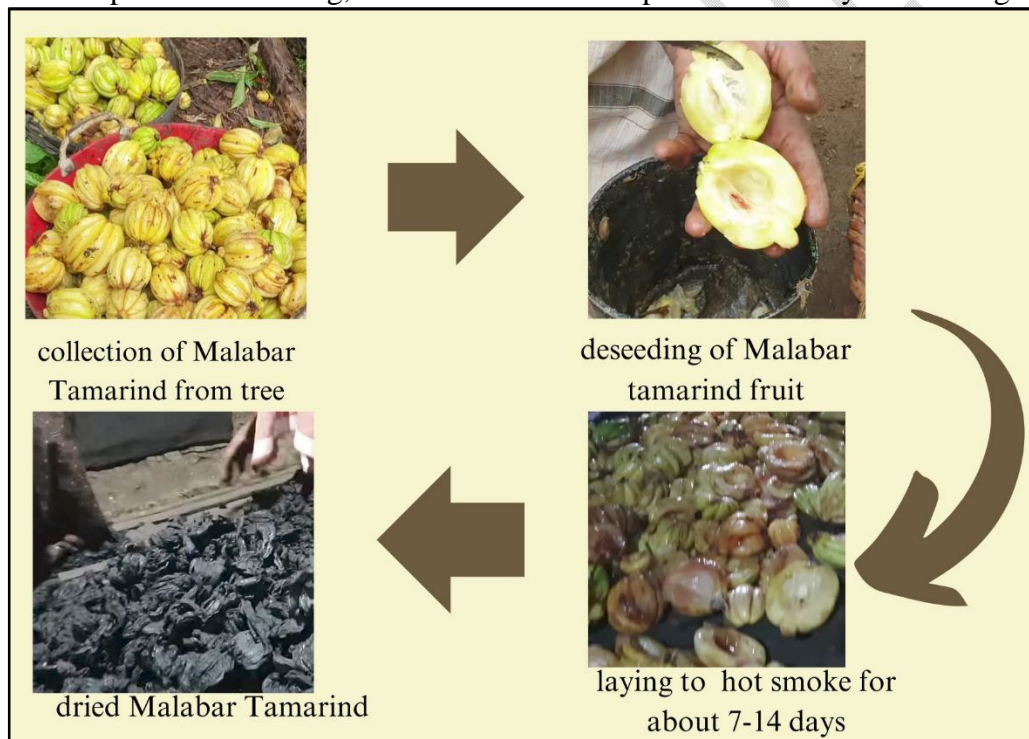 collection of Malabar
Tamarind from tree
deseeding of Malabar
tamarind fruit
laying to hot smoke for
about 7-14 days
dried Malabar Tamarind